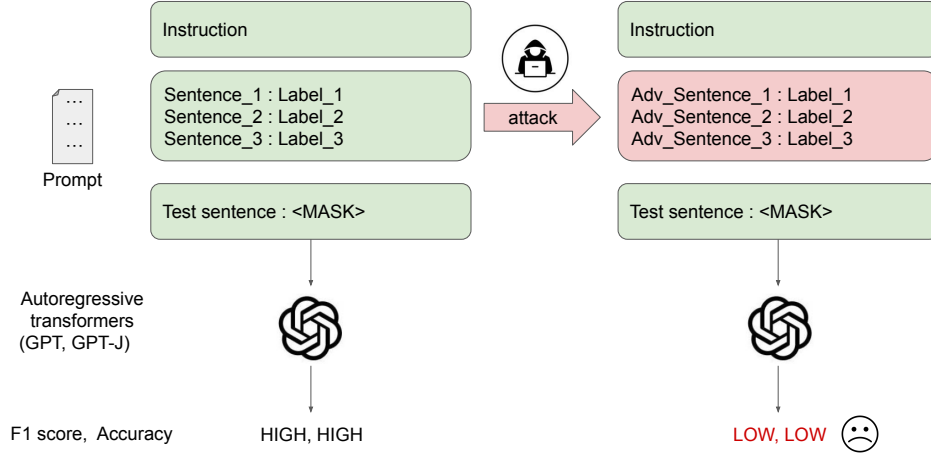 Instruction
Instruction
Sentence_1 : Label_1
Sentence_2 : Label_2
Sentence_3 : Label_3
attack
Adv_Sentence_1 : Label_1
Adv_Sentence_2 : Label_2
Adv_Sentence_3 : Label_3
...
...
...
Prompt
Test sentence : <MASK>
Test sentence : <MASK>
Autoregressive
transformers
(GPT, GPT-J)
F1 score, Accuracy
HIGH, HIGH
LOW, LOW